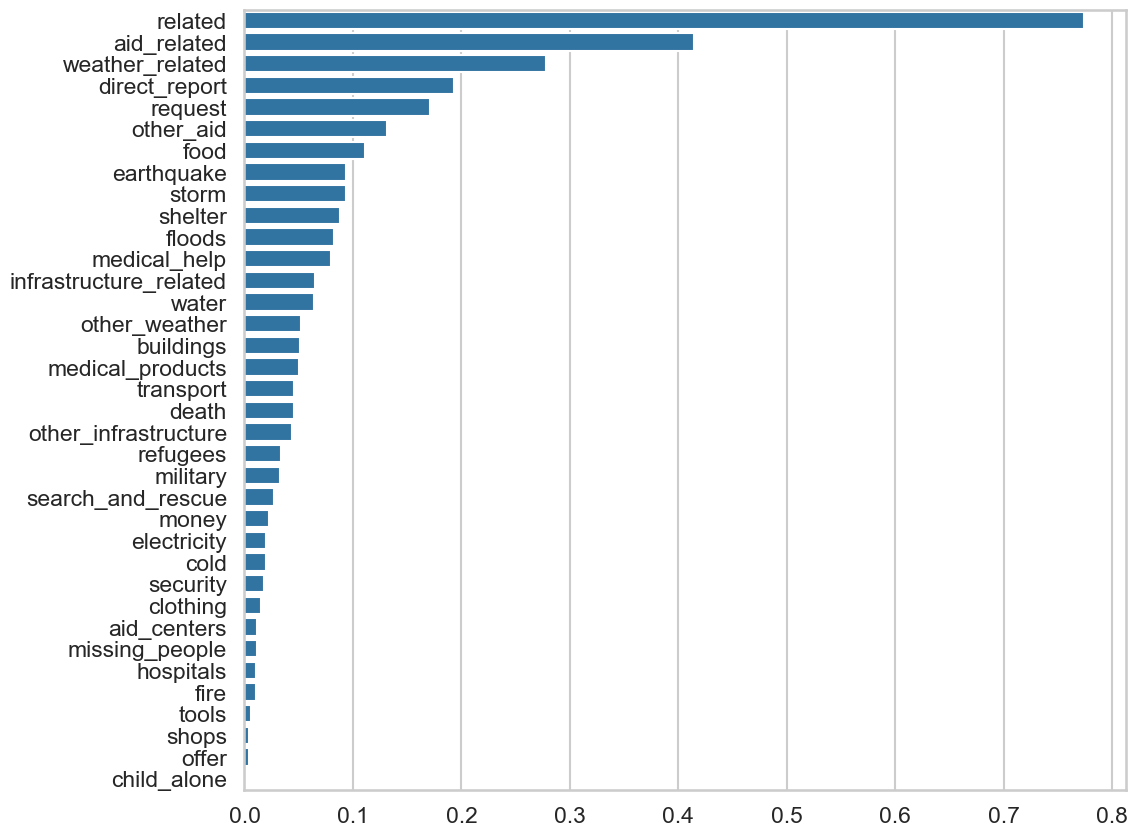 related
aid_related
weather_related
direct_report
request
other_aid
food
earthquake
storm
shelter
floods
medical_help
infrastructure_related
water
other_weather
buildings
medical_products
transport
death
other_infrastructure
refugees
military
search_and_rescue
money
electricity
cold
security
clothing
aid_centers
missing_people
hospitals
fire
tools
shops
offer
child_alone
0.0 0.1 0.2 0.3 0.4 0.5 0.6 0.7 0.8